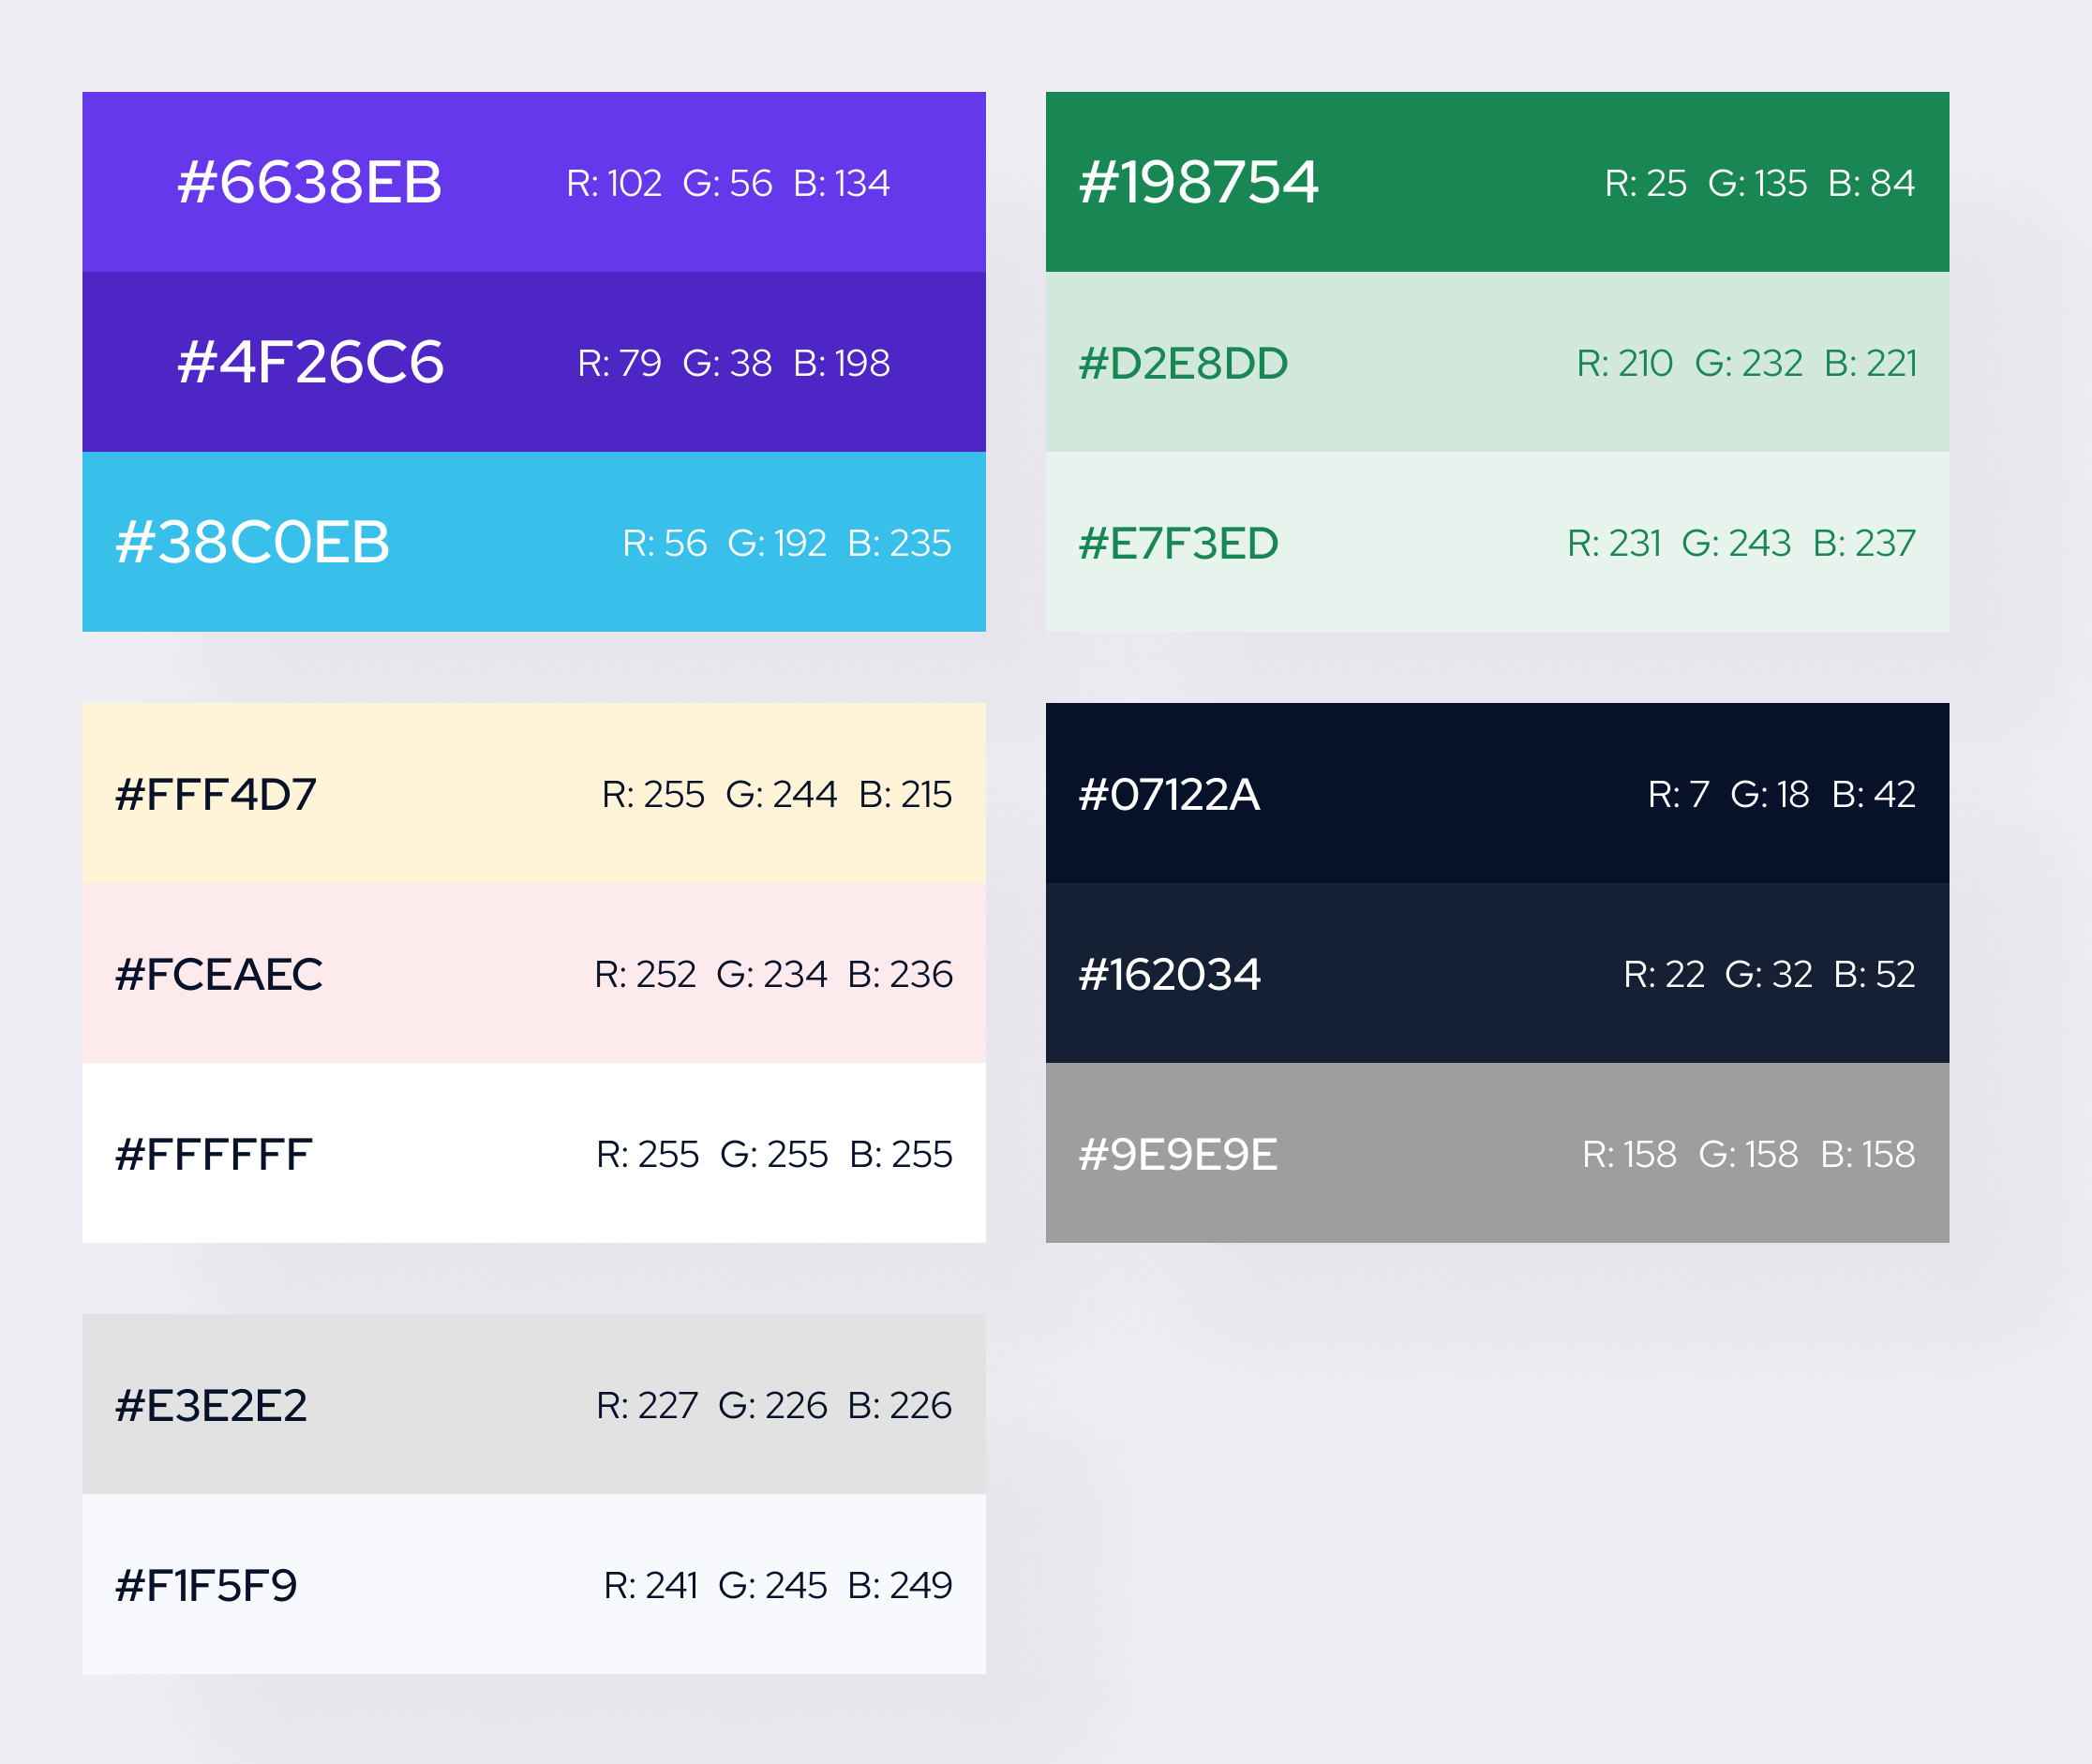 #6638EB R: 102 G: 56 B: 134
#4F26C6 R: 79 G: 38 B: 198
#38C0EB R: 56 G: 192 B: 235
#198754 R: 25 G: 135 B: 84
#D2E8DD R: 210 G: 232 B: 221
#E7F3ED R: 231 G: 243 B: 237
#FFF4D7 R: 255 G: 244 B: 215
#FCEAEC R: 252 G: 234 B: 236
#FFFFFF R: 255 G: 255 B: 255
#07122A R: 7 G: 18 B: 42
#162034 R: 22 G: 32 B: 52
#9E9E9E R: 158 G: 158 B: 158
#E3E2E2 R: 227 G: 226 B: 226
#F1F5F9 R: 241 G: 245 B: 249